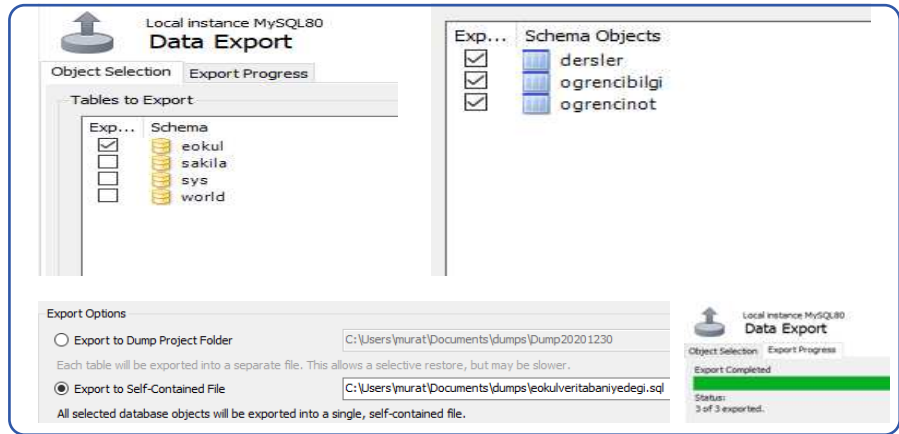 Local instance MySQL80
Data Export
Object Selection Export Progress
Tables to Export
Exp... Schema
eokul
sakila
sys
world
Exp... Schema Objects
dersler
ogrencibilgi
ogrencinot
Export Options
Export to Dump Project Folder C:\Users\murat\Documents\dumps\Dump20201230
Each table will be exported into a separate file. This allows a selective restore, but may be slower.
Export to Self-Contained File C:\Users\murat\Documents\dumps\eokulveritabaniyedegi.sql
All selected database objects will be exported into a single, self-contained file.
Local instance MySQL80
Data Export
Object Selection Export Progress
Export Completed
Status:
3 of 3 exported.